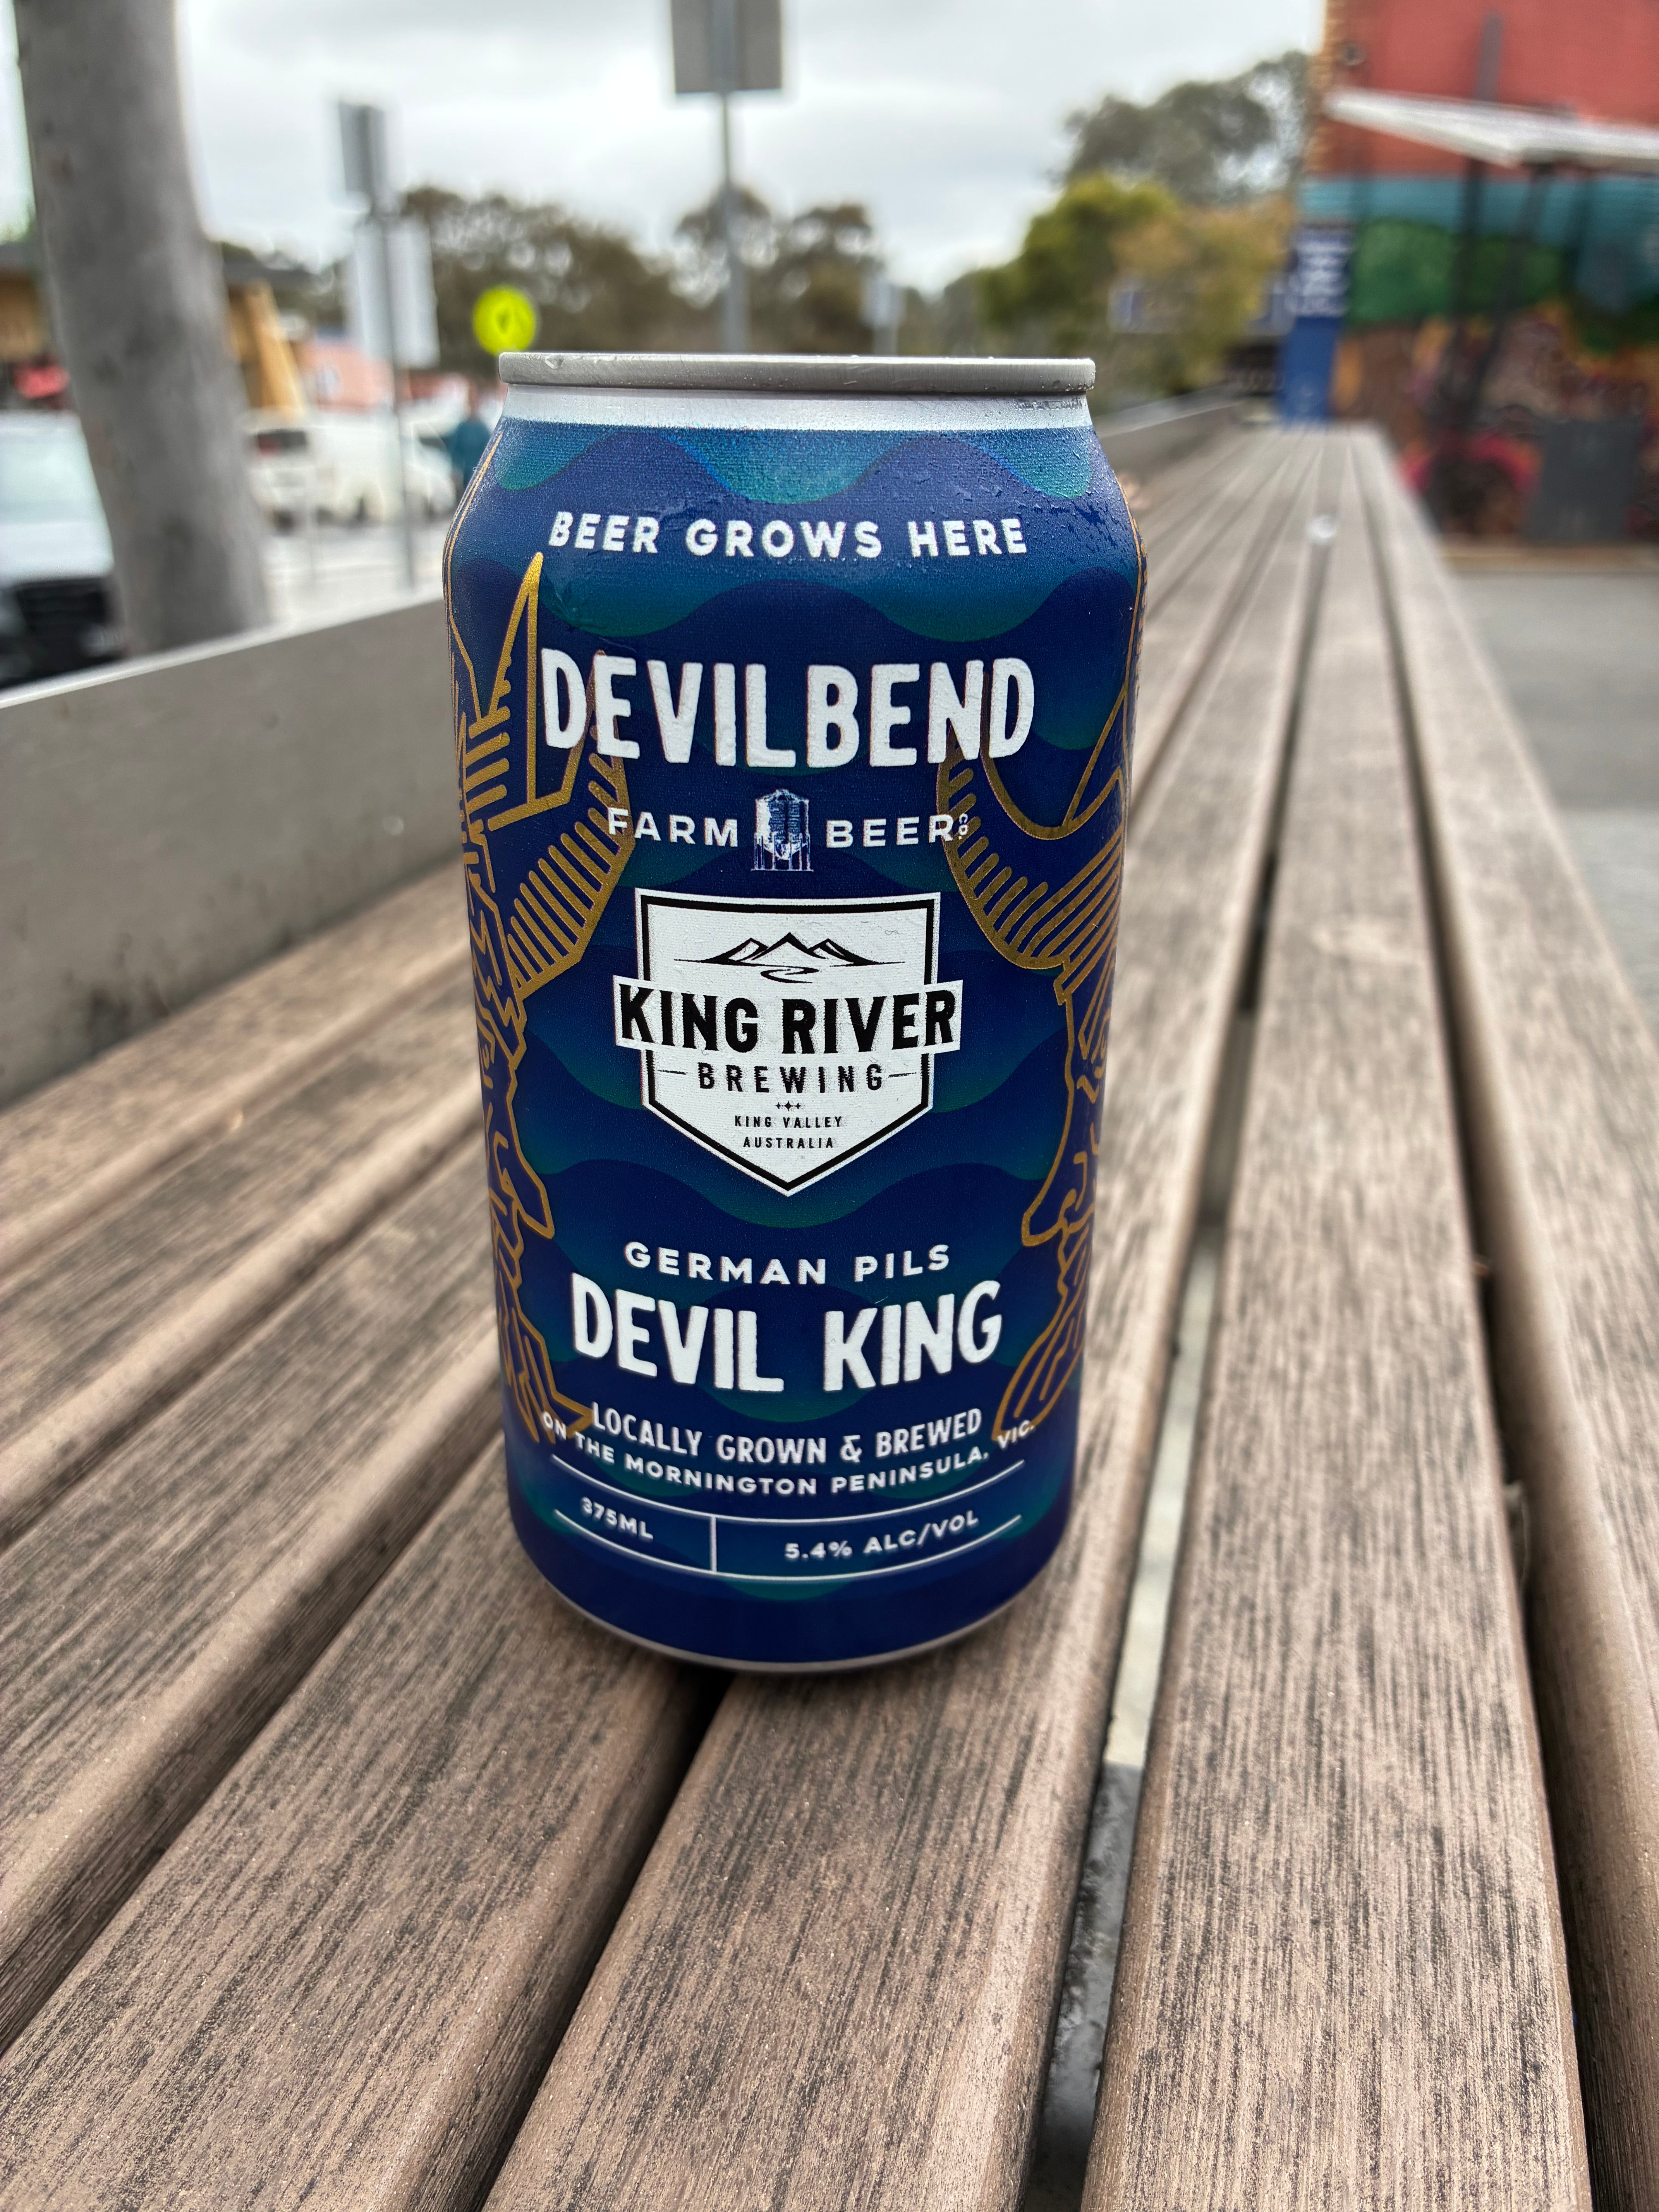 BEER GROWS HERE
DEVILBEND
FARM BEER CO.
KING RIVER
BREWING
KING VALLEY
AUSTRALIA
GERMAN PILS
DEVIL KING
LOCALLY GROWN & BREWED
ON THE MORNINGTON PENINSULA, VIC.
375ML
5.4% ALC/VOL